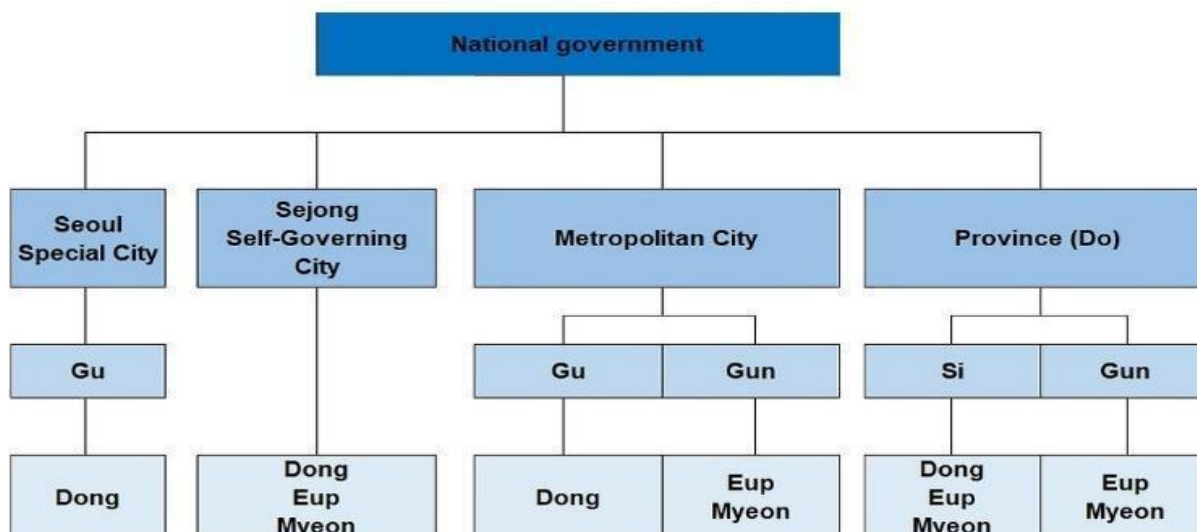 National government
Seoul
Special City
Sejong
Self-Governing
City
Metropolitan City
Province (Do)
Gu
Gu
Gun
Si
Gun
Dong
Dong
Eup
Myeon
Dong
Eup
Myeon
Dong
Eup
Myeon
Eup
Myeon